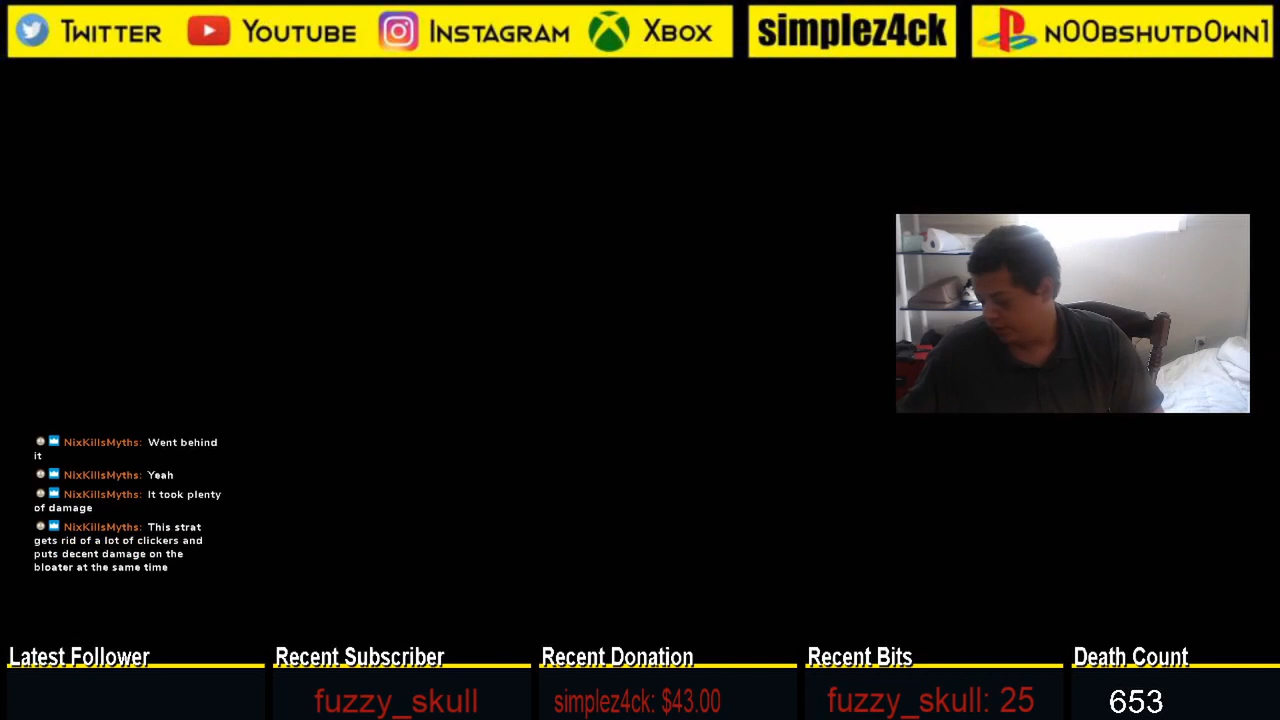 Twitter YouTube Instagram Xbox simplez4ck n00bshutd0wn1
NixKillsMyths: Went behind
it
NixKillsMyths: Yeah
NixKillsMyths: It took plenty
of damage
NixKillsMyths: This strat
gets rid of a lot of clickers and
puts decent damage on the
bloater at the same time
Latest Follower Recent Subscriber Recent Donation Recent Bits Death Count
fuzzy_skull simplez4ck: $43.00 fuzzy_skull: 25 653